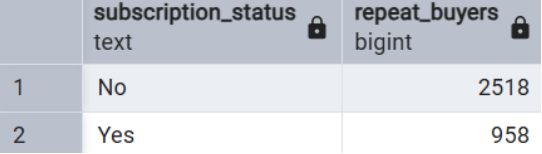 subscription_status repeat_buyers
text bigint
1 No 2518
2 Yes 958